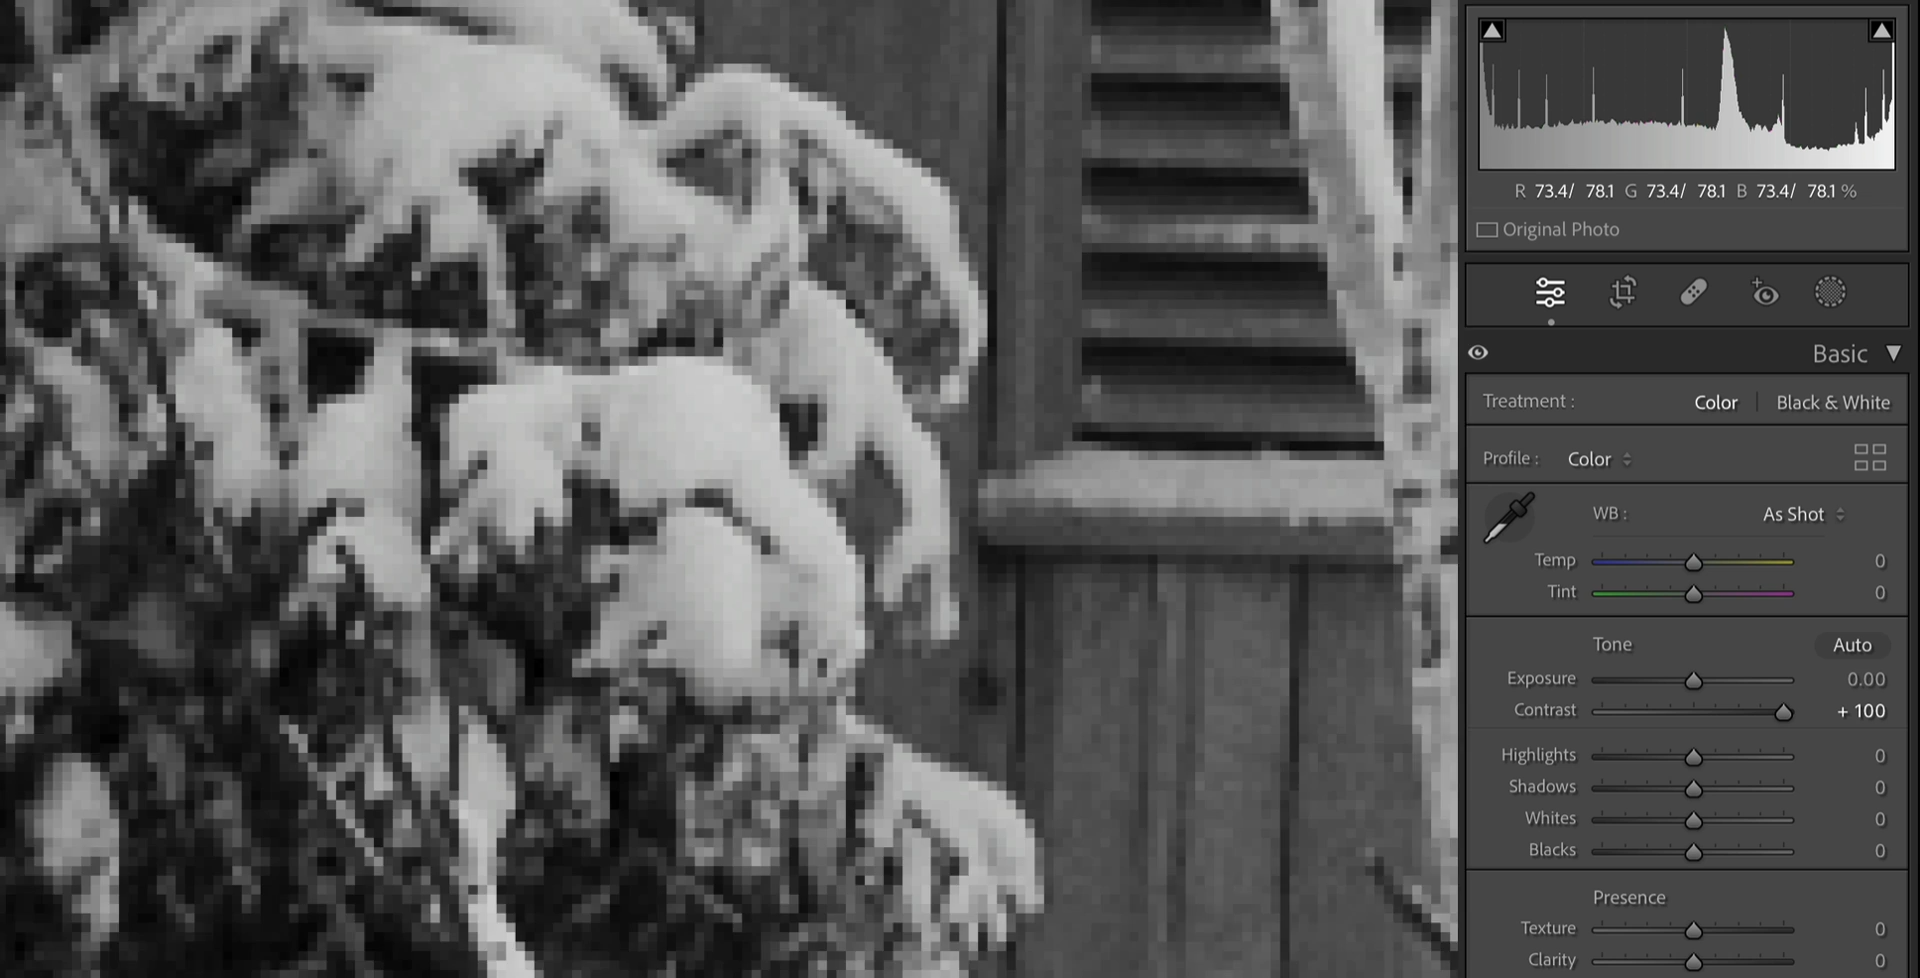 R 73.4/ 78.1 G 73.4/ 78.1 B 73.4/ 78.1 %
Original Photo
Basic
Treatment : Color Black & White
Profile : Color
WB : As Shot
Temp 0
Tint 0
Tone Auto
Exposure 0.00
Contrast + 100
Highlights 0
Shadows 0
Whites 0
Blacks 0
Presence
Texture 0
Clarity 0